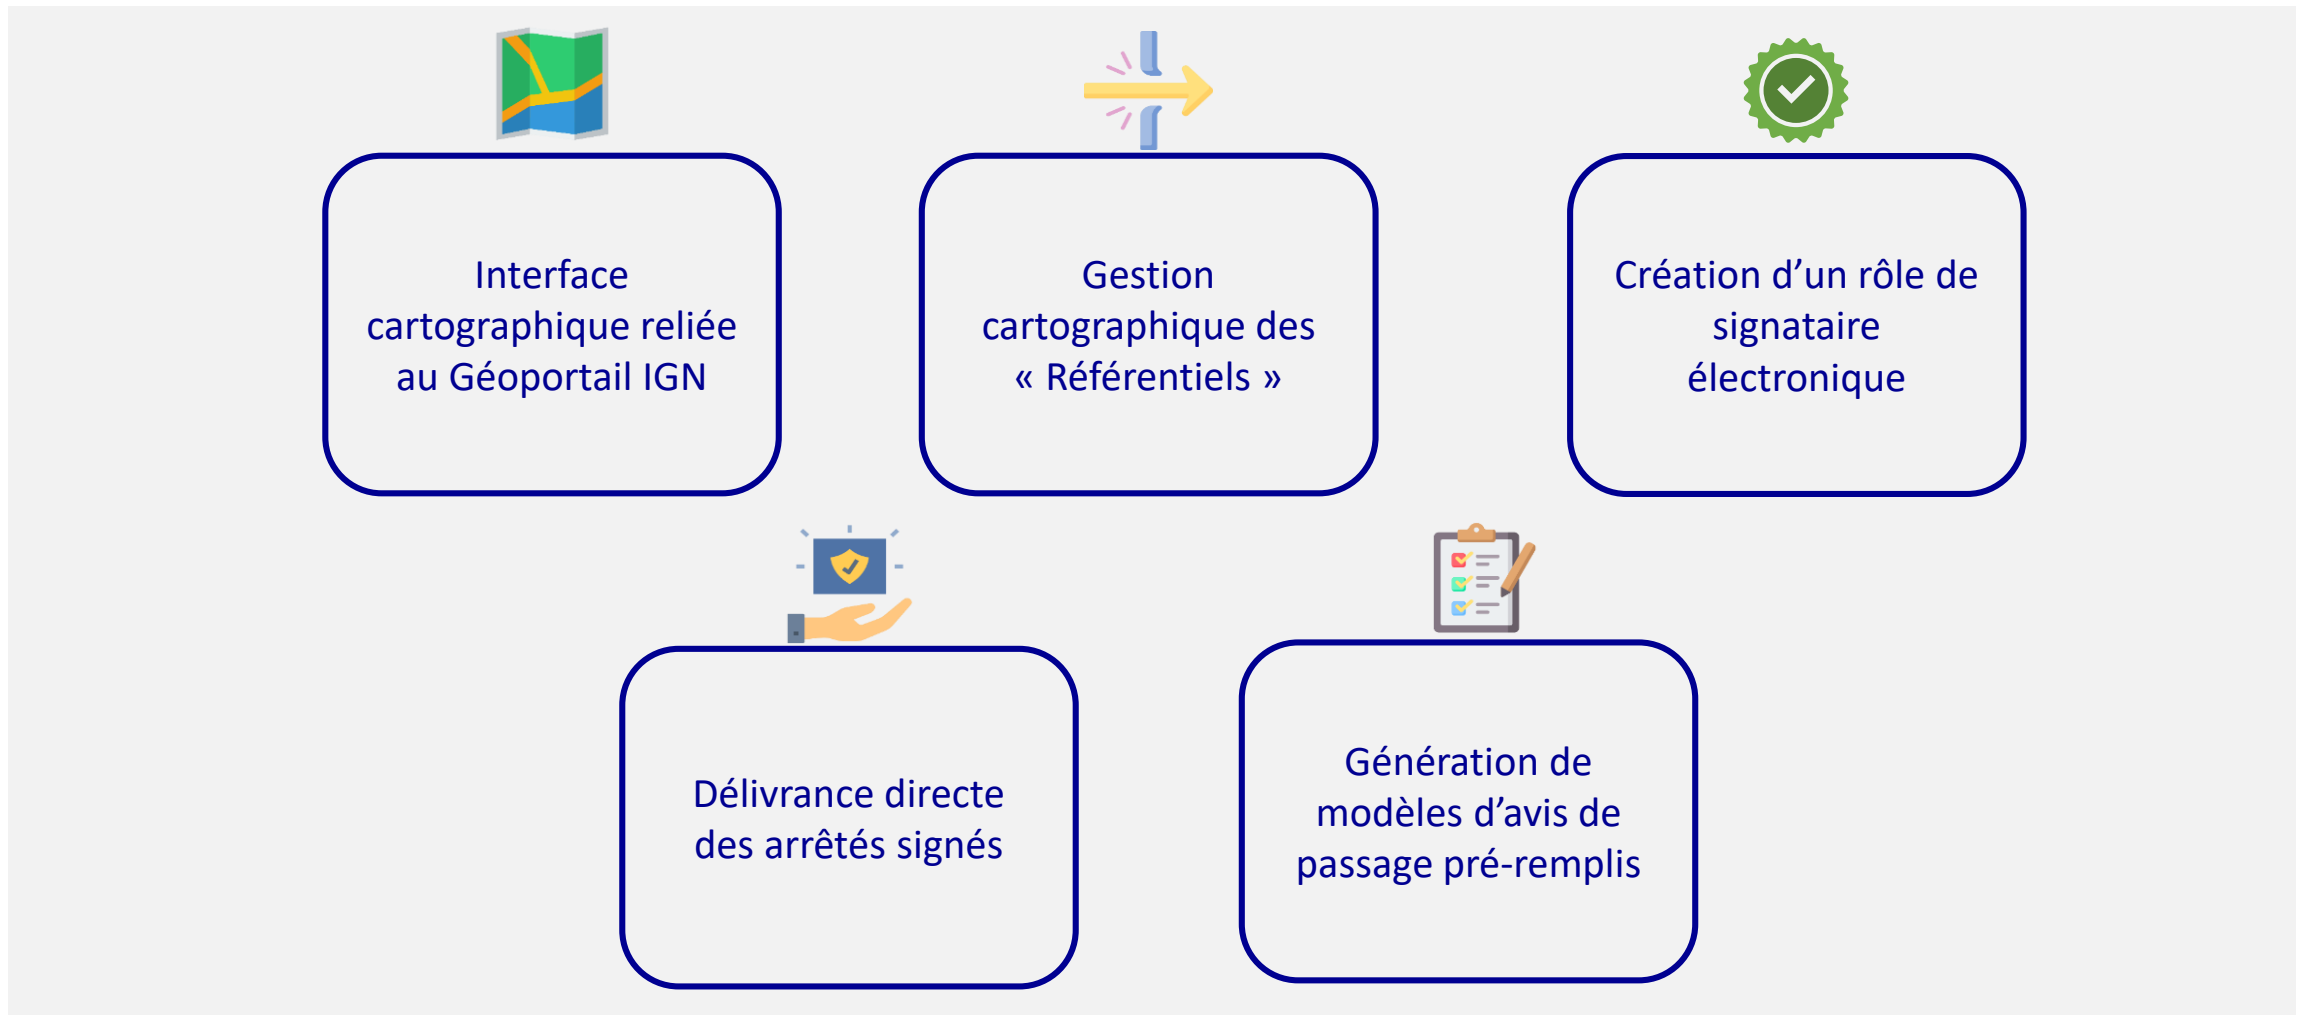 Interface
cartographique reliée
au Géoportail IGN
Gestion
cartographique des
« Référentiels »
Création d’un rôle de
signataire
électronique
Délivrance directe
des arrêtés signés
Génération de
modèles d’avis de
passage pré-remplis